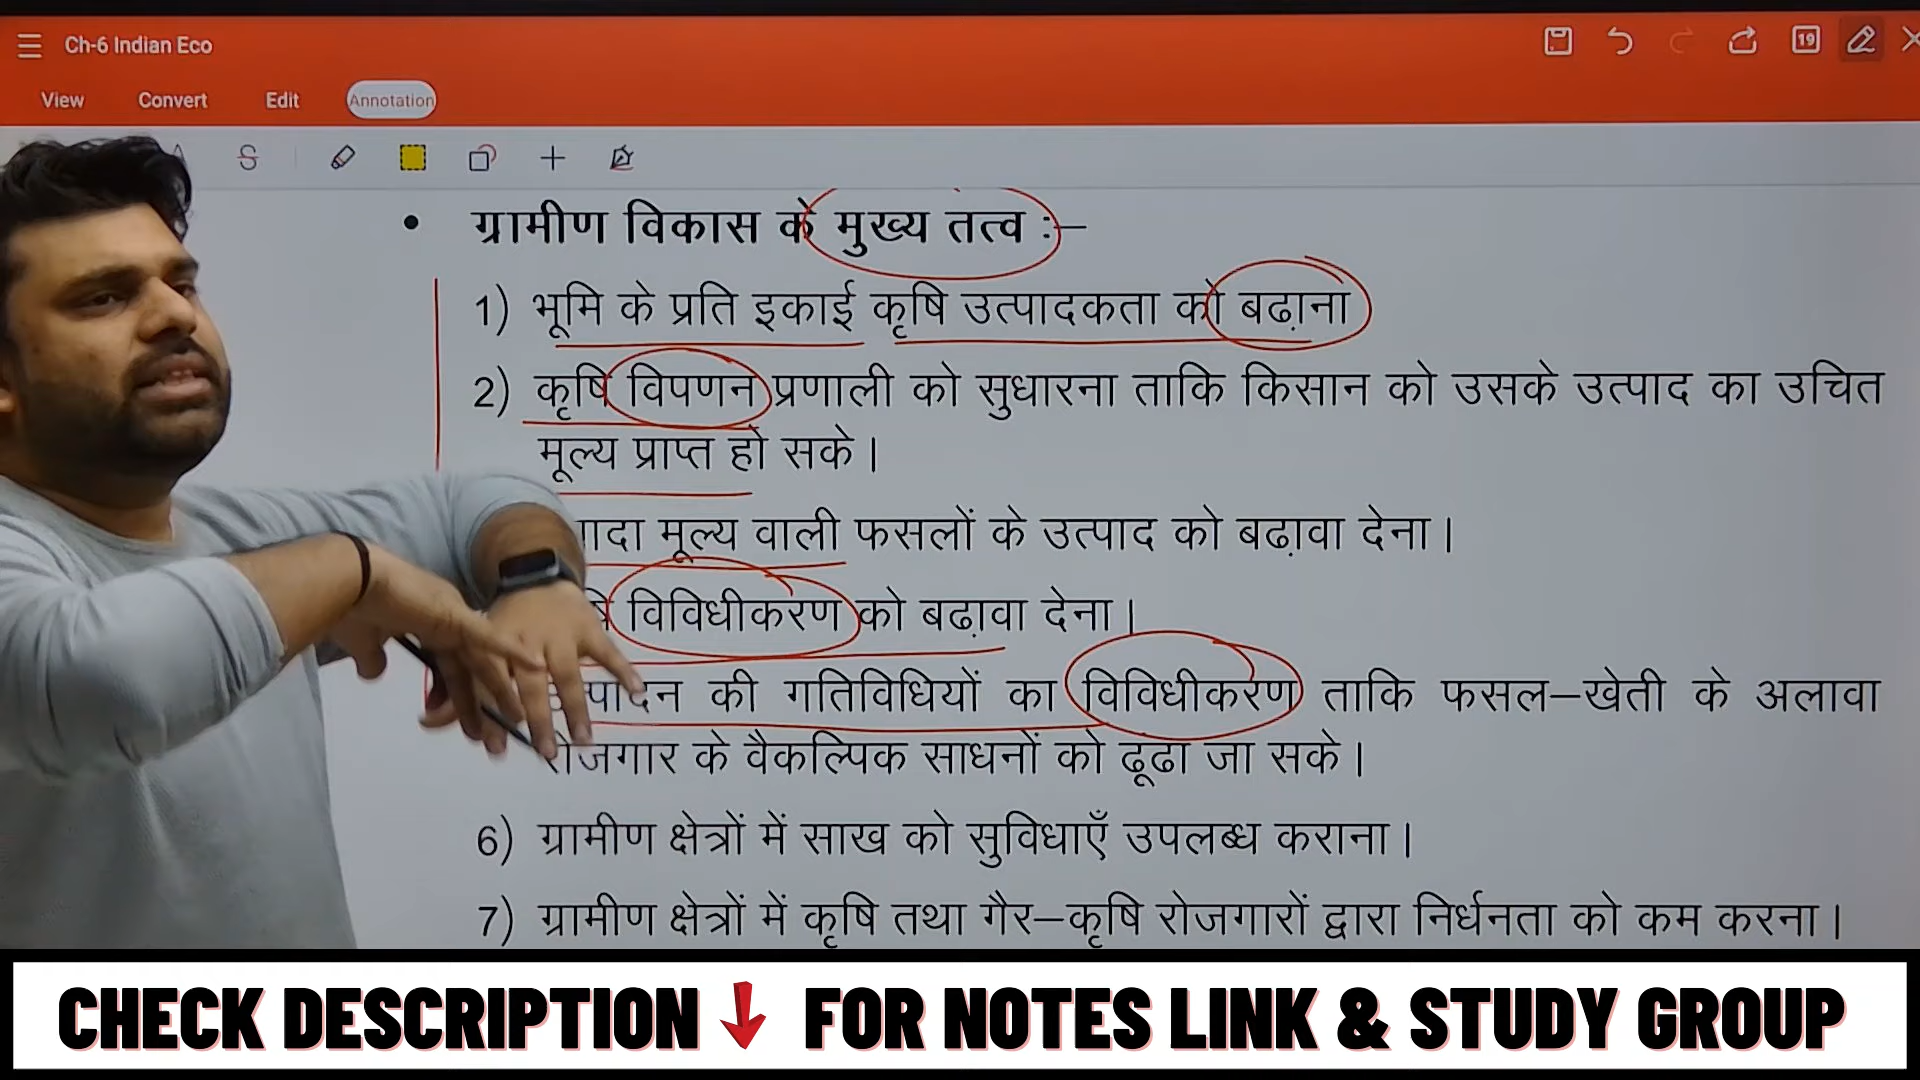 Ch-6 Indian Eco
19
View Convert Edit Annotation
• ग्रामीण विकास के मुख्य तत्व :–
1) भूमि के प्रति इकाई कृषि उत्पादकता को बढा़ना
2) कृषि विपणन प्रणाली को सुधारना ताकि किसान को उसके उत्पाद का उचित
मूल्य प्राप्त हो सके।
मूल्य वाली फसलों के उत्पाद को बढा़वा देना।
विविधीकरण को बढा़वा देना।
की गतिविधियों का विविधीकरण ताकि फसल–खेती के अलावा
रोजगार के वैकल्पिक साधनों को ढूढा जा सके।
6) ग्रामीण क्षेत्रों में साख को सुविधाएँ उपलब्ध कराना।
7) ग्रामीण क्षेत्रों में कृषि तथा गैर–कृषि रोजगारों द्वारा निर्धनता को कम करना।
CHECK DESCRIPTION FOR NOTES LINK & STUDY GROUP